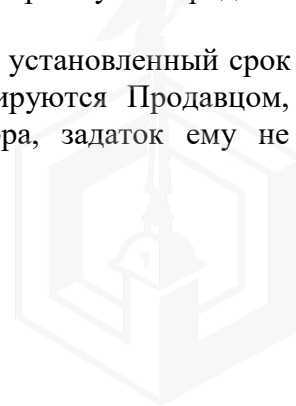 установленный срок
ируются Продавцом,
ра, задаток ему не